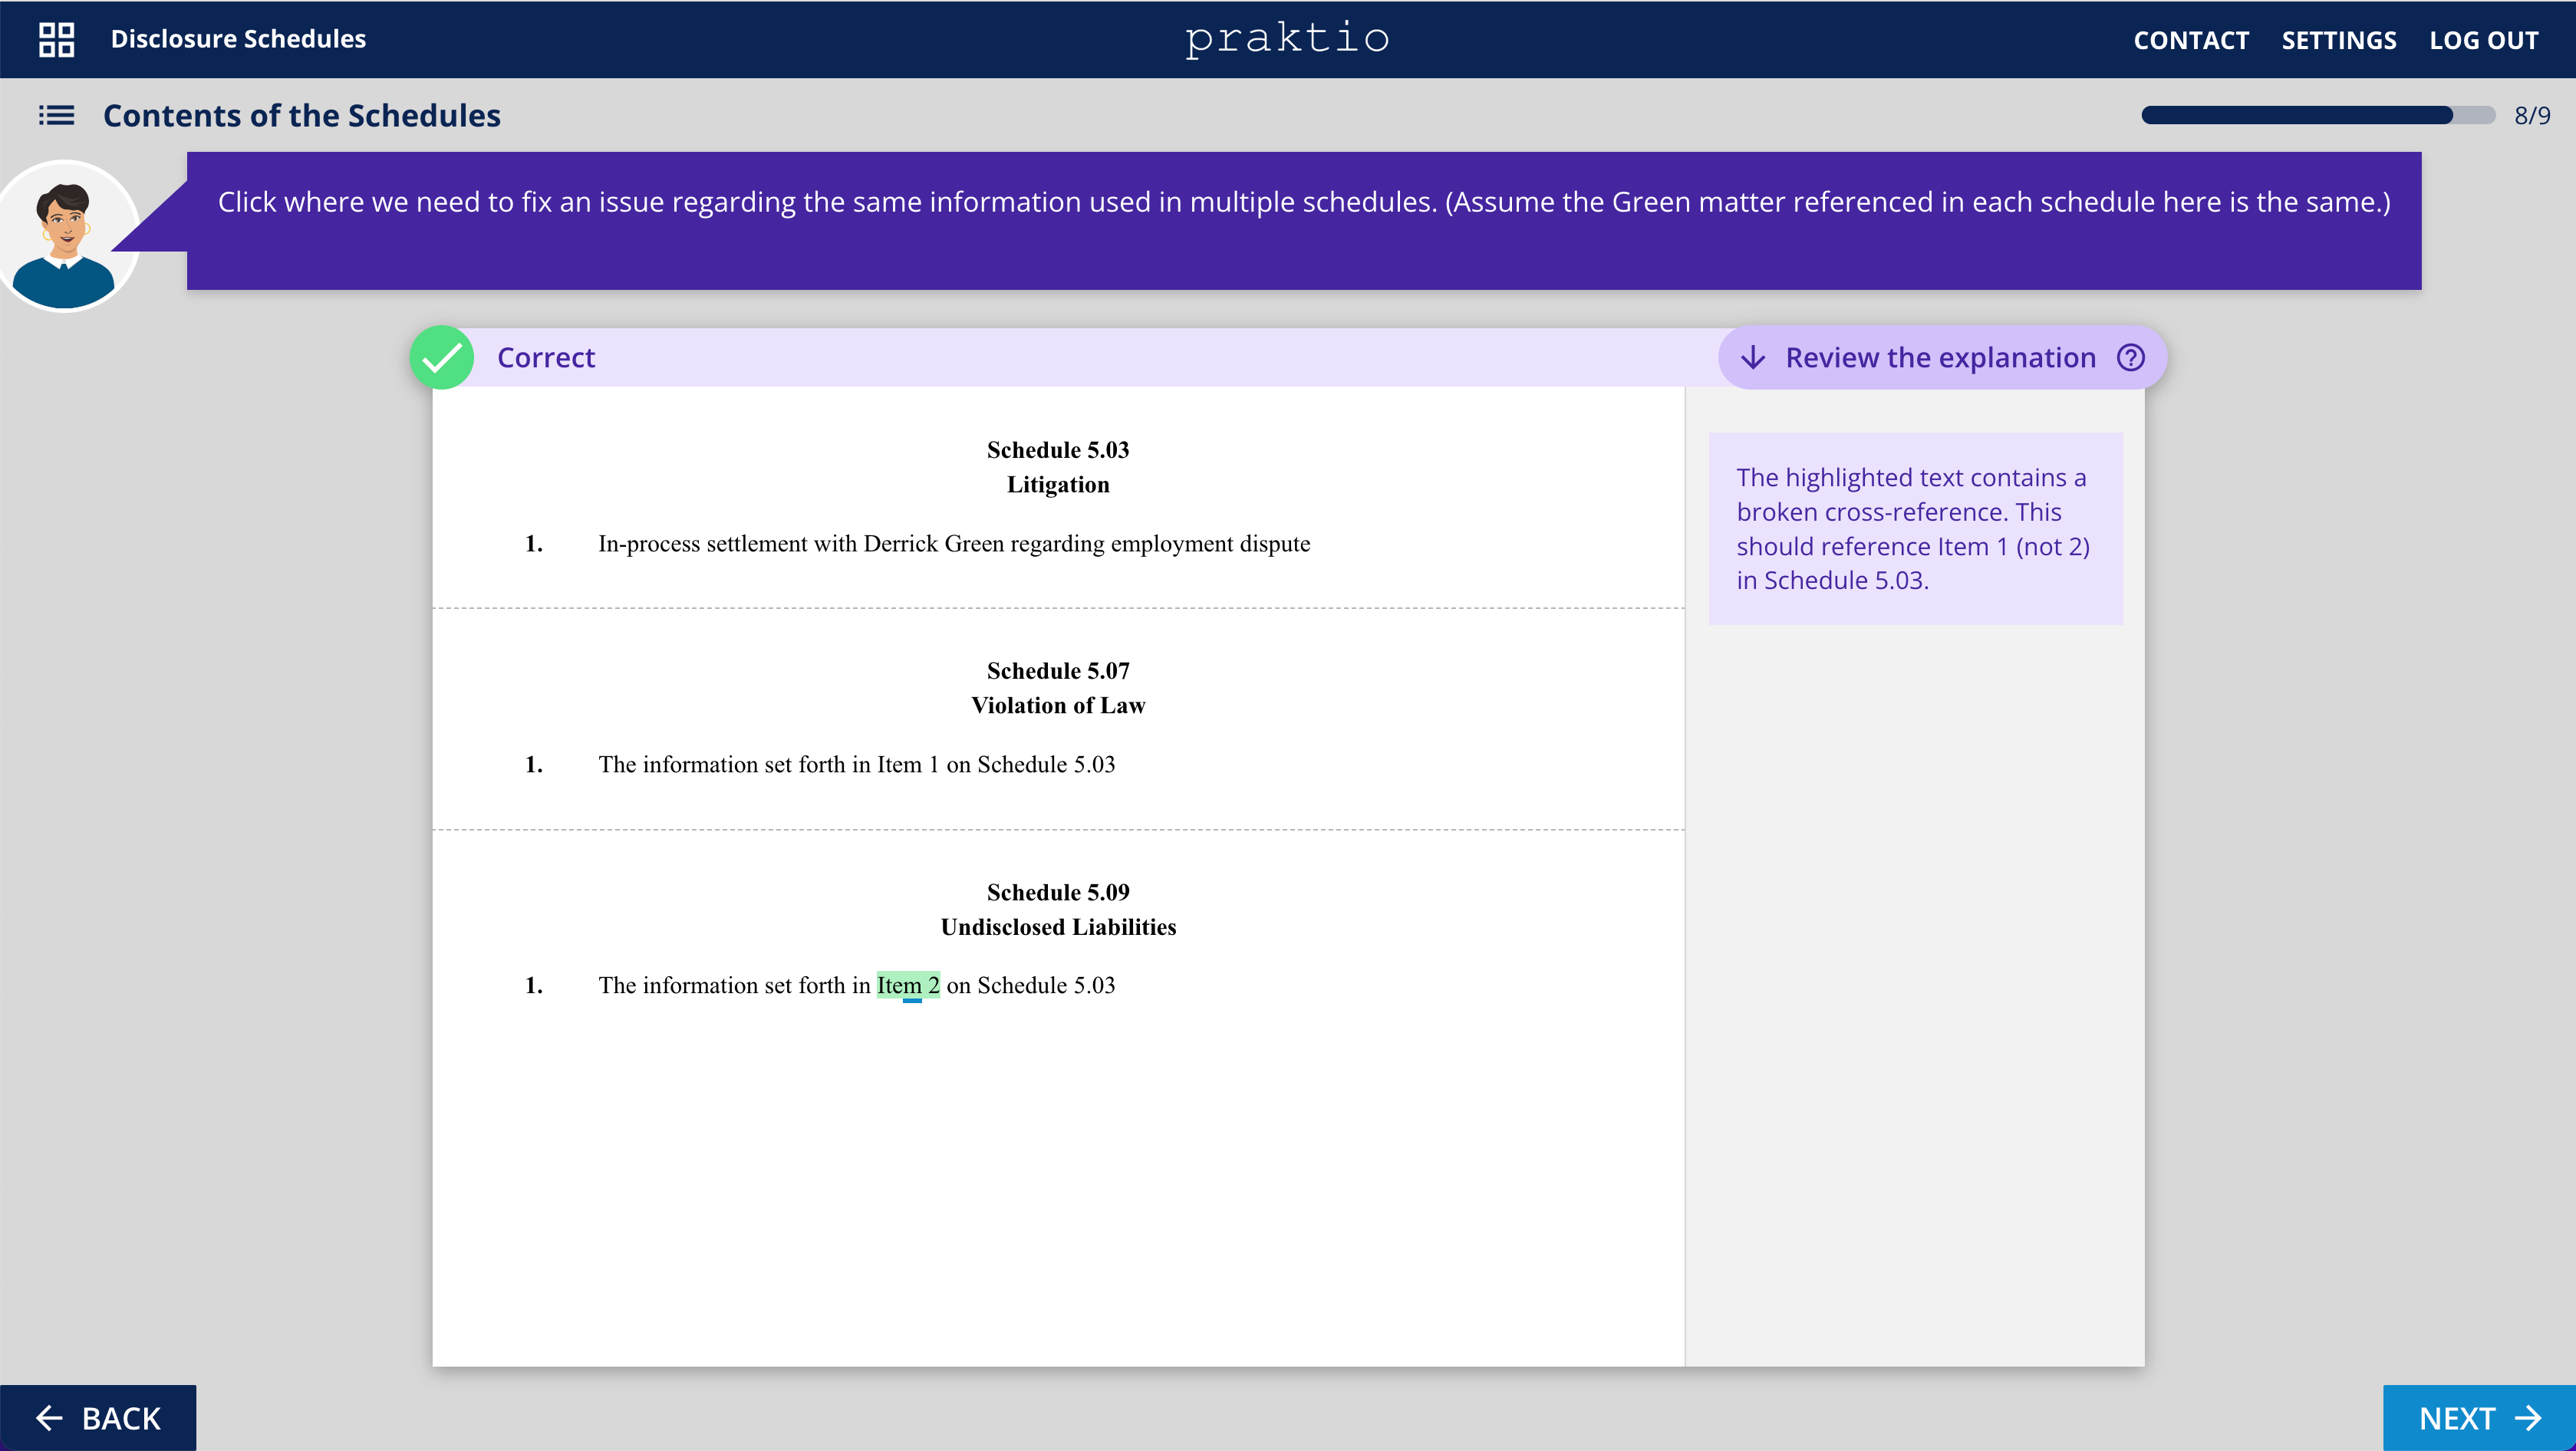 Disclosure Schedules
praktio
CONTACT SETTINGS LOG OUT
Contents of the Schedules
8/9
Click where we need to fix an issue regarding the same information used in multiple schedules. (Assume the Green matter referenced in each schedule here is the same.)
Correct
Review the explanation
Schedule 5.03
Litigation
1. In-process settlement with Derrick Green regarding employment dispute
Schedule 5.07
Violation of Law
1. The information set forth in Item 1 on Schedule 5.03
Schedule 5.09
Undisclosed Liabilities
1. The information set forth in Item 2 on Schedule 5.03
The highlighted text contains a
broken cross-reference. This
should reference Item 1 (not 2)
in Schedule 5.03.
BACK
NEXT